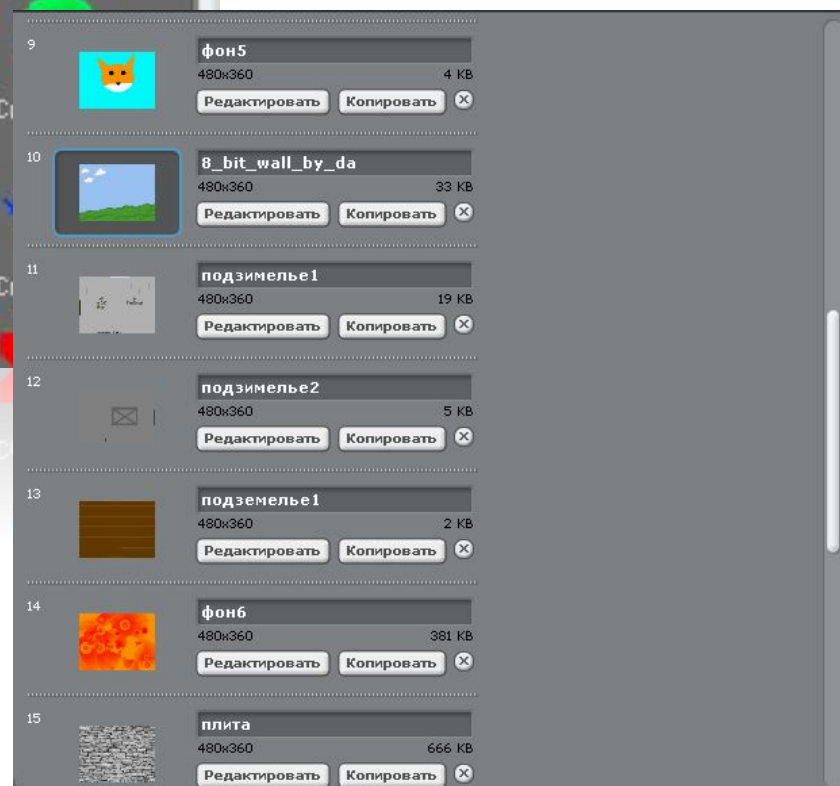 9
фон5
480x360 4 KB
Редактировать Копировать
10
8_bit_wall_by_da
480x360 33 KB
Редактировать Копировать
11
подзимелье1
480x360 19 KB
Редактировать Копировать
12
подзимелье2
480x360 5 KB
Редактировать Копировать
13
подземелье1
480x360 2 KB
Редактировать Копировать
14
фон6
480x360 381 KB
Редактировать Копировать
15
плита
480x360 666 KB
Редактировать Копировать